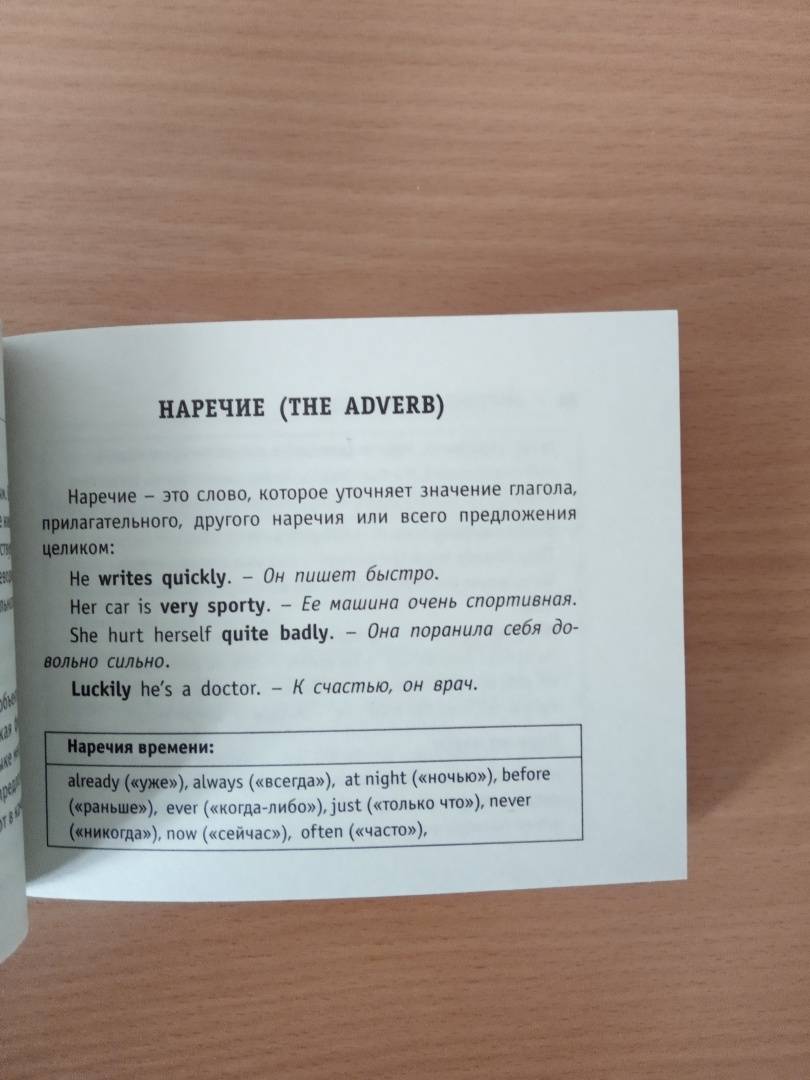 НАРЕЧИЕ (THE ADVERB)
Наречие – это слово, которое уточняет значение глагола,
прилагательного, другого наречия или всего предложения
целиком:
He writes quickly. – Он пишет быстро.
Her car is very sporty. – Ее машина очень спортивная.
She hurt herself quite badly. – Она поранила себя до-
вольно сильно.
Luckily he's a doctor. – К счастью, он врач.
Наречия времени:
already («уже»), always («всегда»), at night («ночью»), before
(«раньше»), ever («когда-либо»), just («только что»), never
(«никогда»), now («сейчас»), often («часто»),